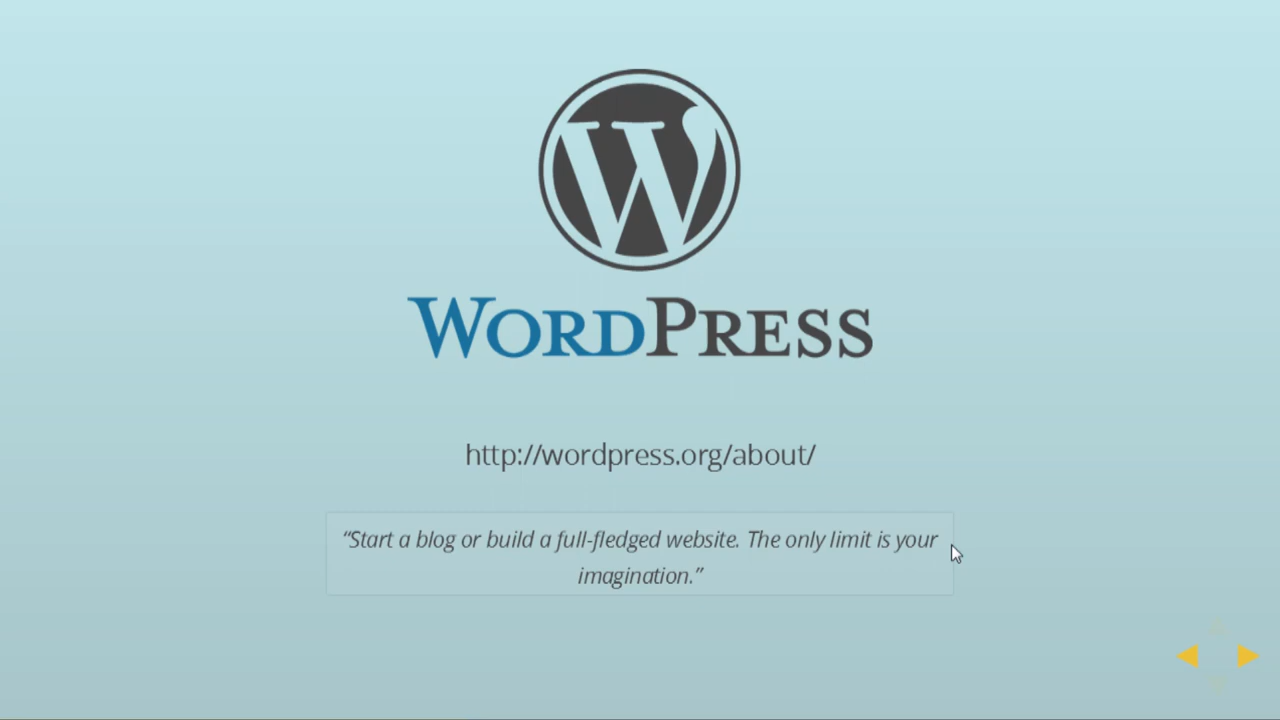 W
WORDPRESS
http://wordpress.org/about/
“Start a blog or build a full-fledged website. The only limit is your
imagination.”